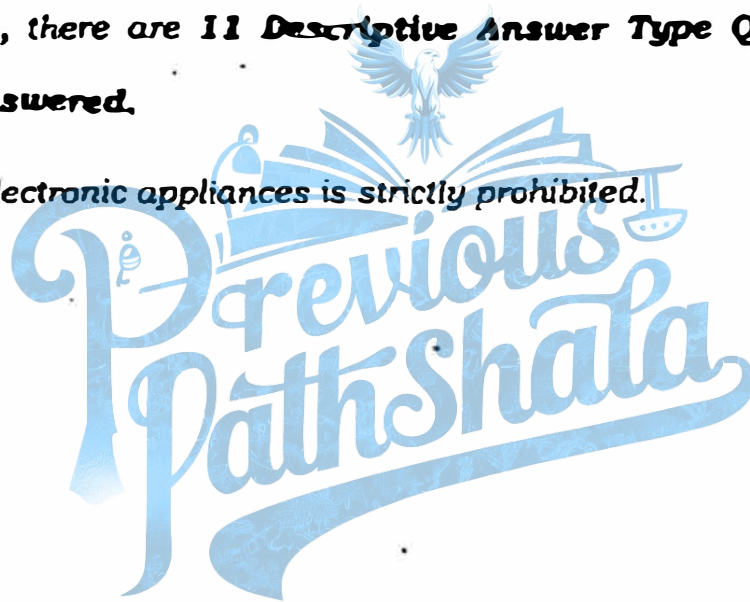 , there are 11 Descriptive Answer Type Q
swered.
lectronic appliances is strictly prohibited.
Previous
PathShala